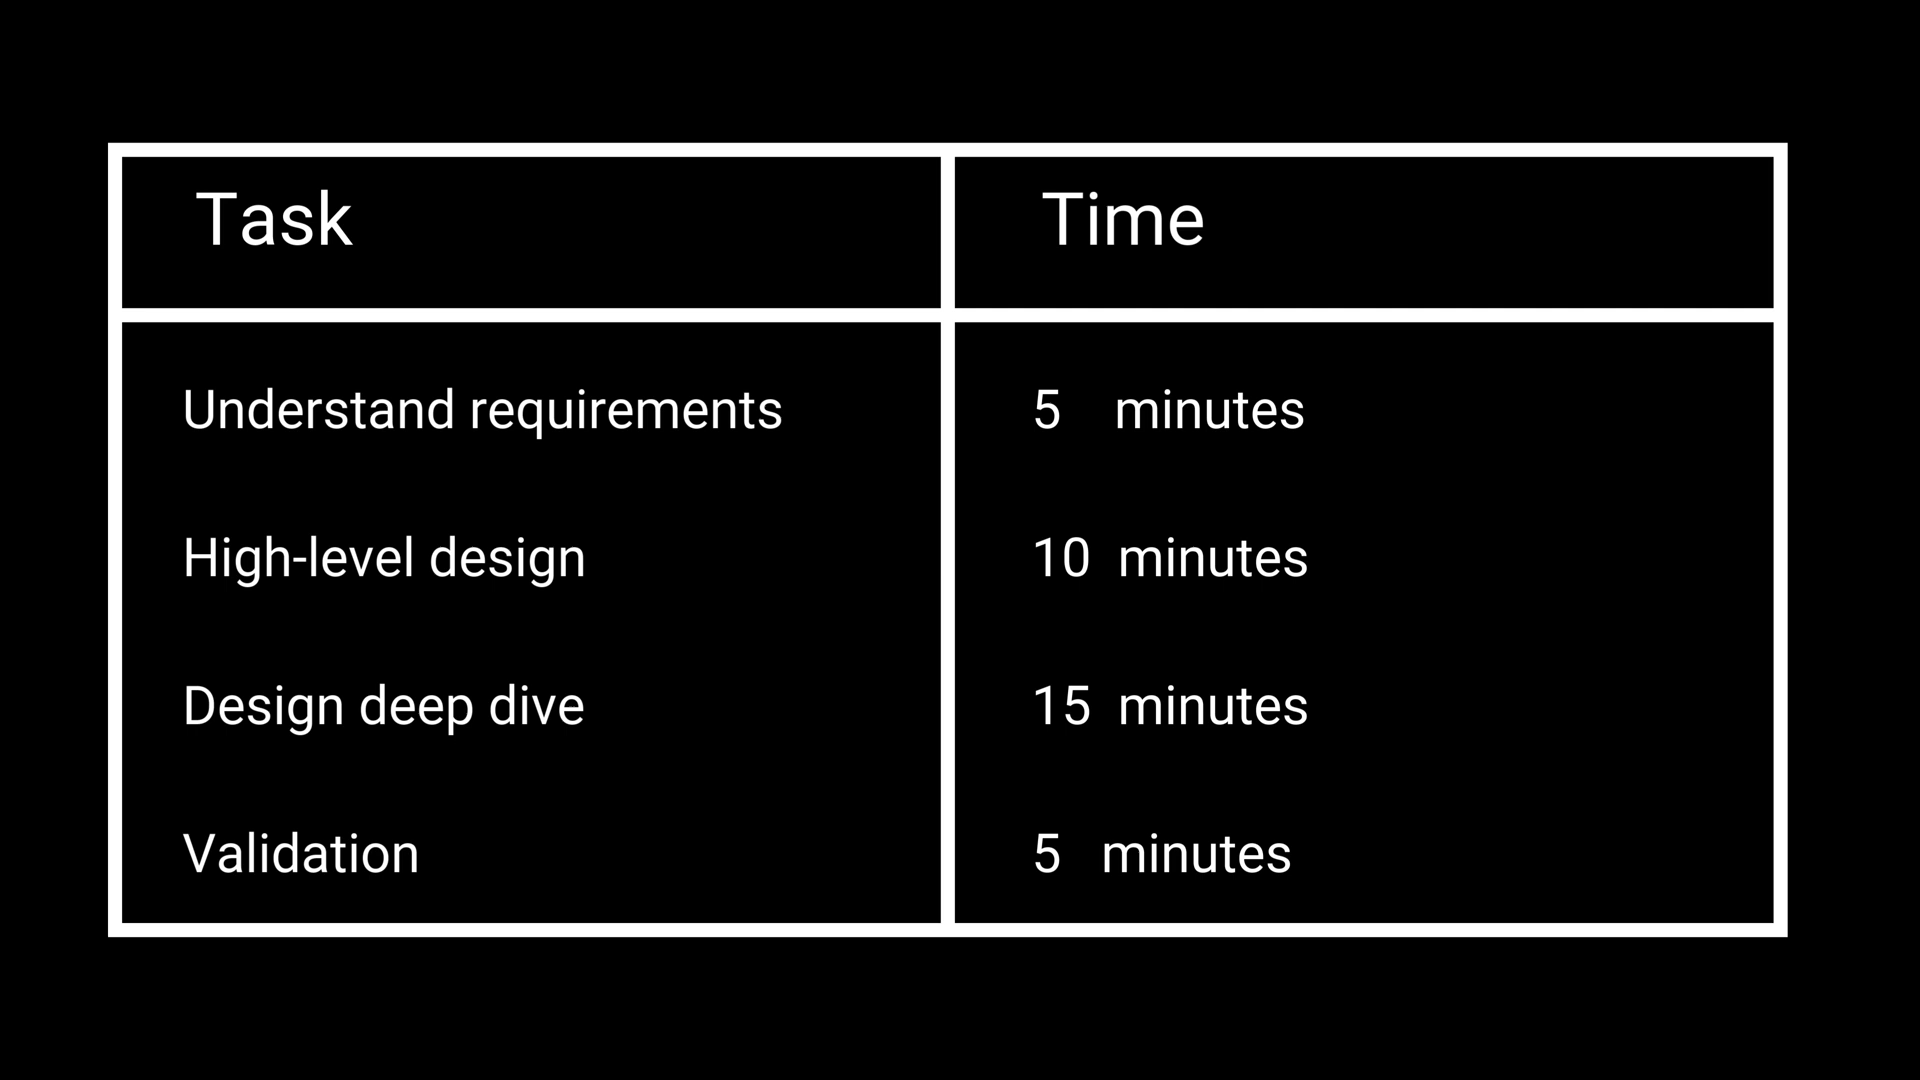 Task Time
Understand requirements 5 minutes
High-level design 10 minutes
Design deep dive 15 minutes
Validation 5 minutes